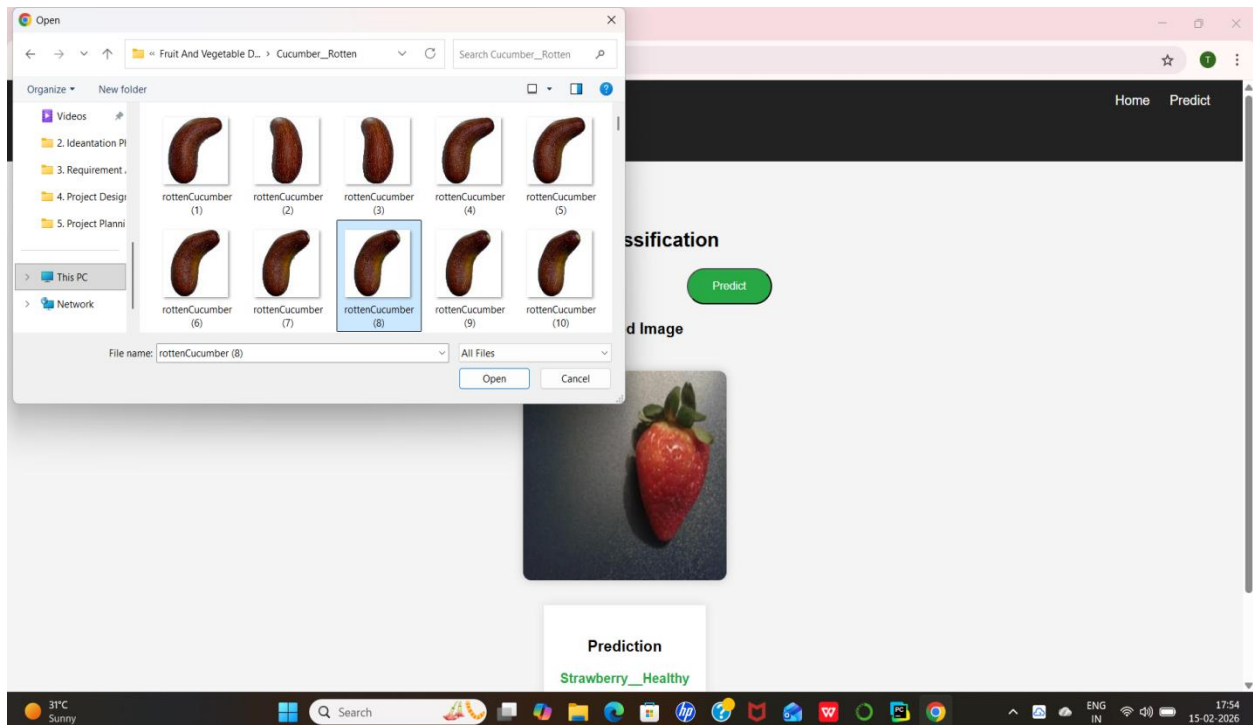 Open
« Fruit And Vegetable D... > Cucumber__Rotten
Search Cucumber__Rotten
Organize
New folder
Videos
2. Ideantation Pl
3. Requirement .
4. Project Desigr
5. Project Planni
This PC
Network
rottenCucumber (1)
rottenCucumber (2)
rottenCucumber (3)
rottenCucumber (4)
rottenCucumber (5)
rottenCucumber (6)
rottenCucumber (7)
rottenCucumber (8)
rottenCucumber (9)
rottenCucumber (10)
File name: rottenCucumber (8)
All Files
Open
Cancel
T
Home
Predict
ssification
Predict
d Image
Prediction
Strawberry__Healthy
31°C
Sunny
Search
ENG
IN
17:54
15-02-2026